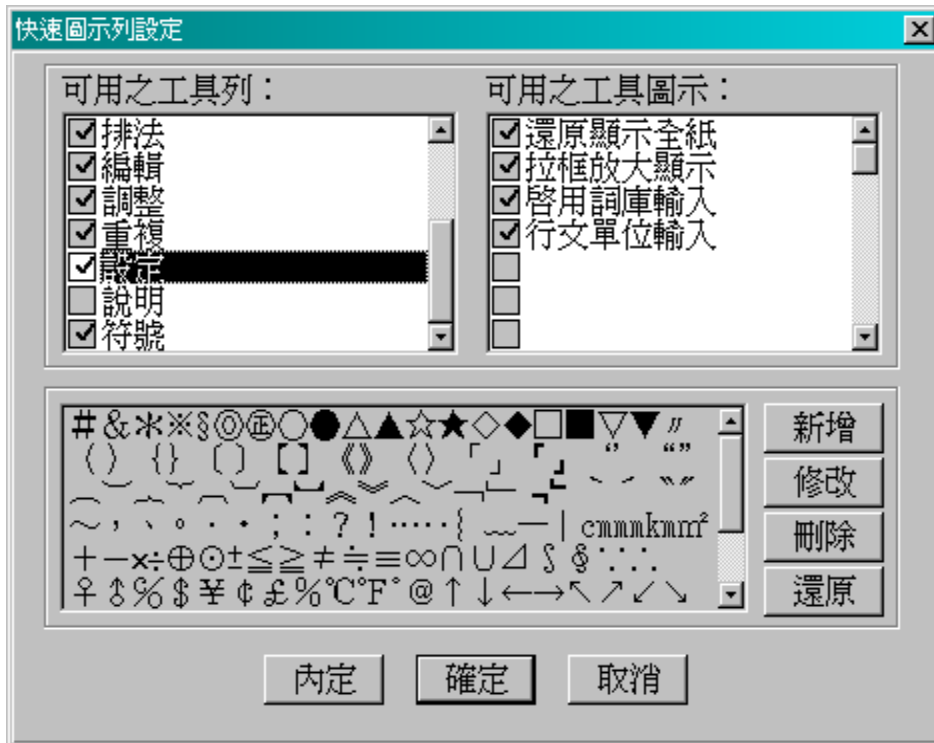 快速圖示列設定
可用之工具列：
排法
編輯
調整
重複
設定
說明
符號
可用之工具圖示：
還原顯示全紙
拉框放大顯示
啓用詞庫輸入
行文單位輸入
#&＊※§◎㊣○●△▲☆★◇◆□■▽▼〃
（）｛｝〔〕【】《》〈〉「」『』‘’“”
︵︶︷︸︹︺︻︼︽︾︿﹀﹁﹂﹃﹄
～，、。．•；：？！……﹛﹏—｜cmmmkmm²
＋－×÷⊕⊙±≦≧≠≒≡∞∩∪⊿
♀♂℅$¥¢£%℃℉°@↑↓←→↖↗↙↘
新增
修改
刪除
還原
內定
確定
取消